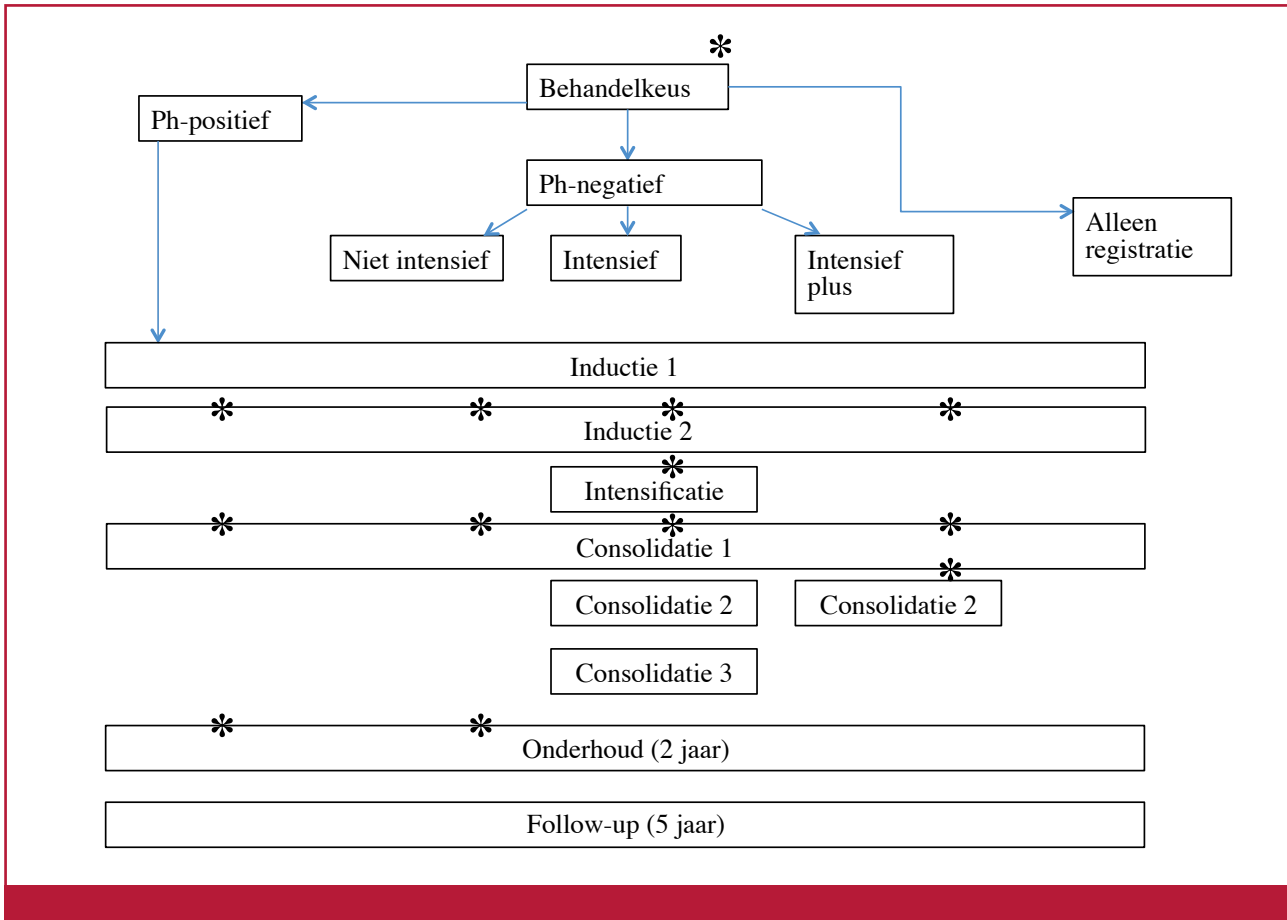 *
Behandelkeus
Ph-positief
Ph-negatief
Alleen
registratie
Niet intensief
Intensief
Intensief
plus
Inductie 1
* * * *
Inductie 2
*
Intensificatie
* * * *
Consolidatie 1
*
Consolidatie 2
Consolidatie 2
Consolidatie 3
* *
Onderhoud (2 jaar)
Follow-up (5 jaar)